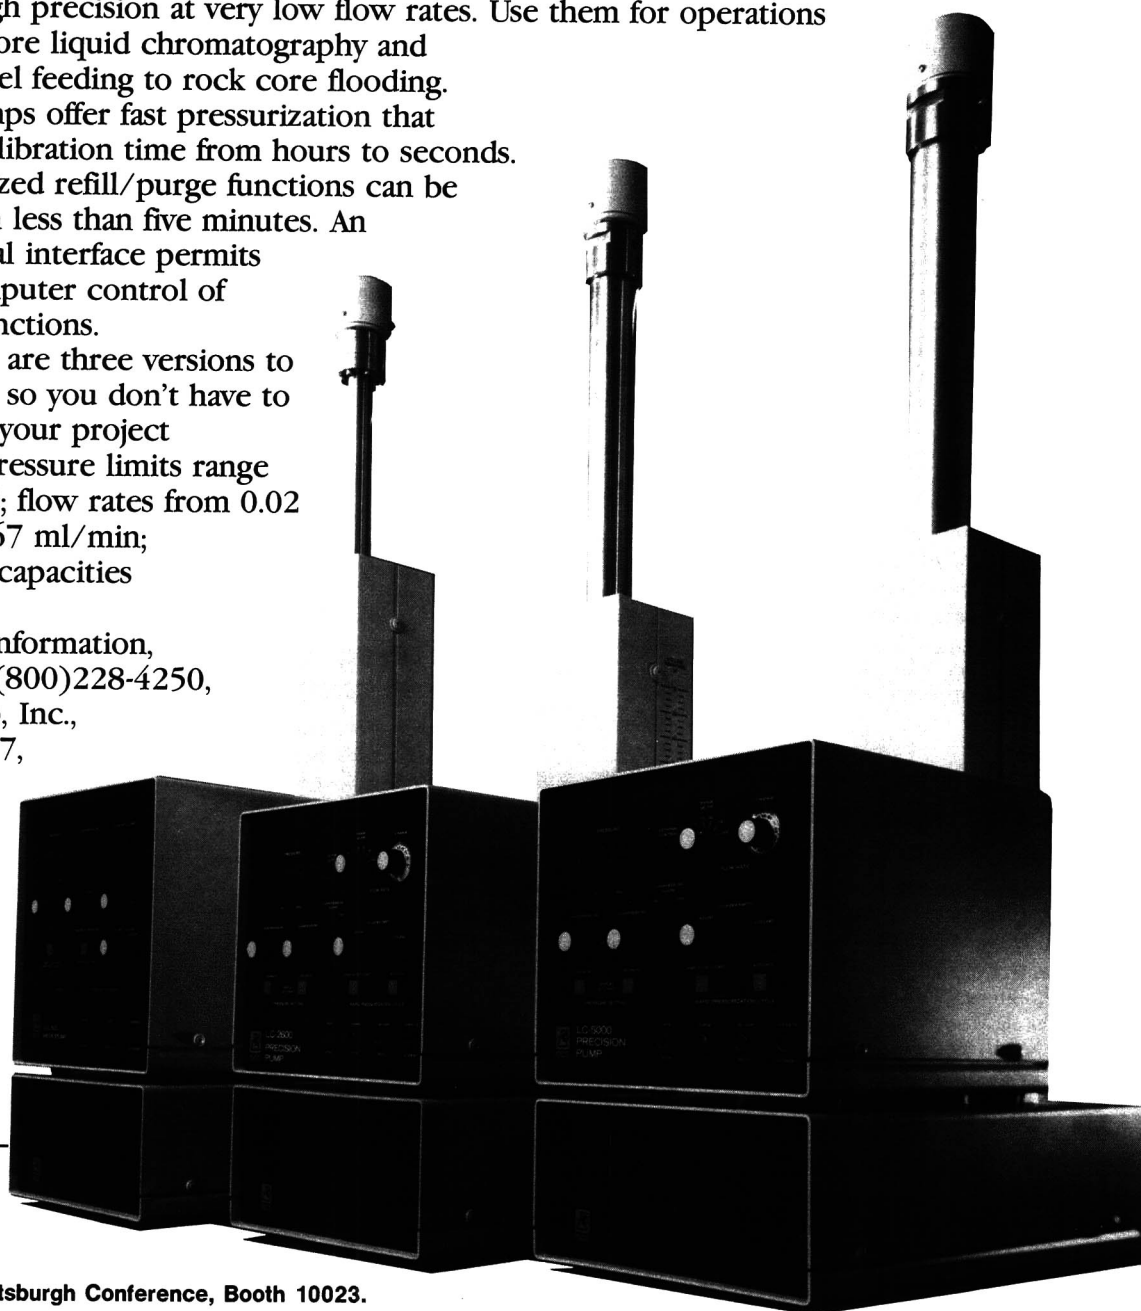 gh precision at very low flow rates. Use them for operations
ore liquid chromatography and
el feeding to rock core flooding.
ps offer fast pressurization that
libration time from hours to seconds.
zed refill/purge functions can be
less than five minutes. An
al interface permits
puter control of
nctions.
are three versions to
so you don't have to
your project
ressure limits range
; flow rates from 0.02
67 ml/min;
capacities
nformation,
(800)228-4250,
, Inc.,
7,
LC-2600
PRECISION
PUMP
LC-5000
PRECISION
PUMP
tsburgh Conference, Booth 10023.